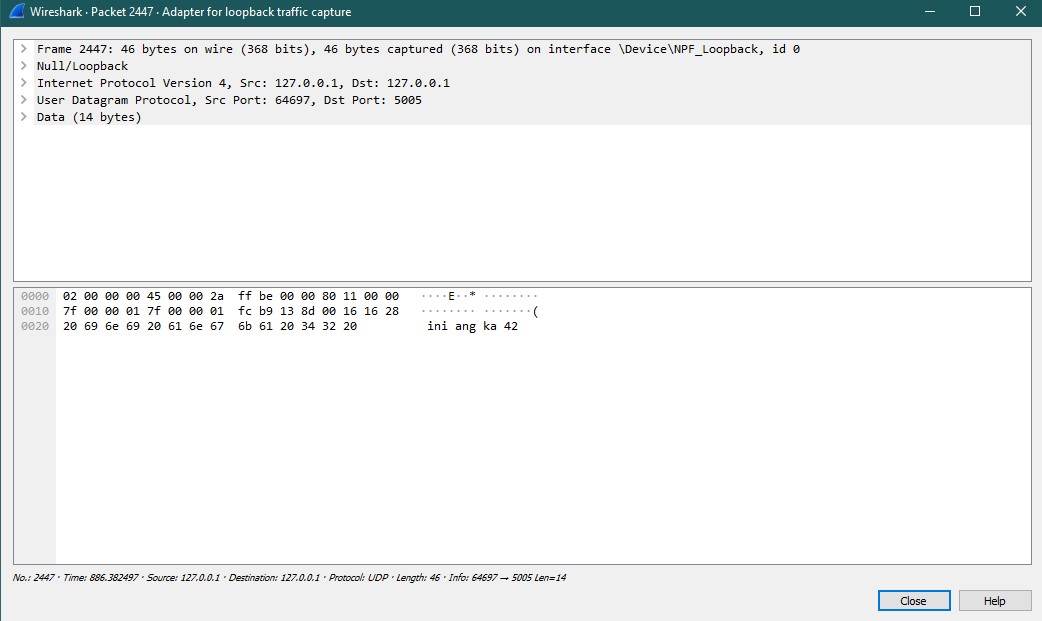 Wireshark · Packet 2447 · Adapter for loopback traffic capture
Frame 2447: 46 bytes on wire (368 bits), 46 bytes captured (368 bits) on interface \Device\NPF_Loopback, id 0
Null/Loopback
Internet Protocol Version 4, Src: 127.0.0.1, Dst: 127.0.0.1
User Datagram Protocol, Src Port: 64697, Dst Port: 5005
Data (14 bytes)
0000 02 00 00 00 45 00 00 2a ff be 00 00 80 11 00 00 ····E··* ········
0010 7f 00 00 01 7f 00 00 01 fc b9 13 8d 00 16 16 28 ········ ·······(
0020 20 69 6e 69 20 61 6e 67 6b 61 20 34 32 20 ini ang ka 42
No.: 2447 · Time: 886.382497 · Source: 127.0.0.1 · Destination: 127.0.0.1 · Protocol: UDP · Length: 46 · Info: 64697 → 5005 Len=14
Close Help